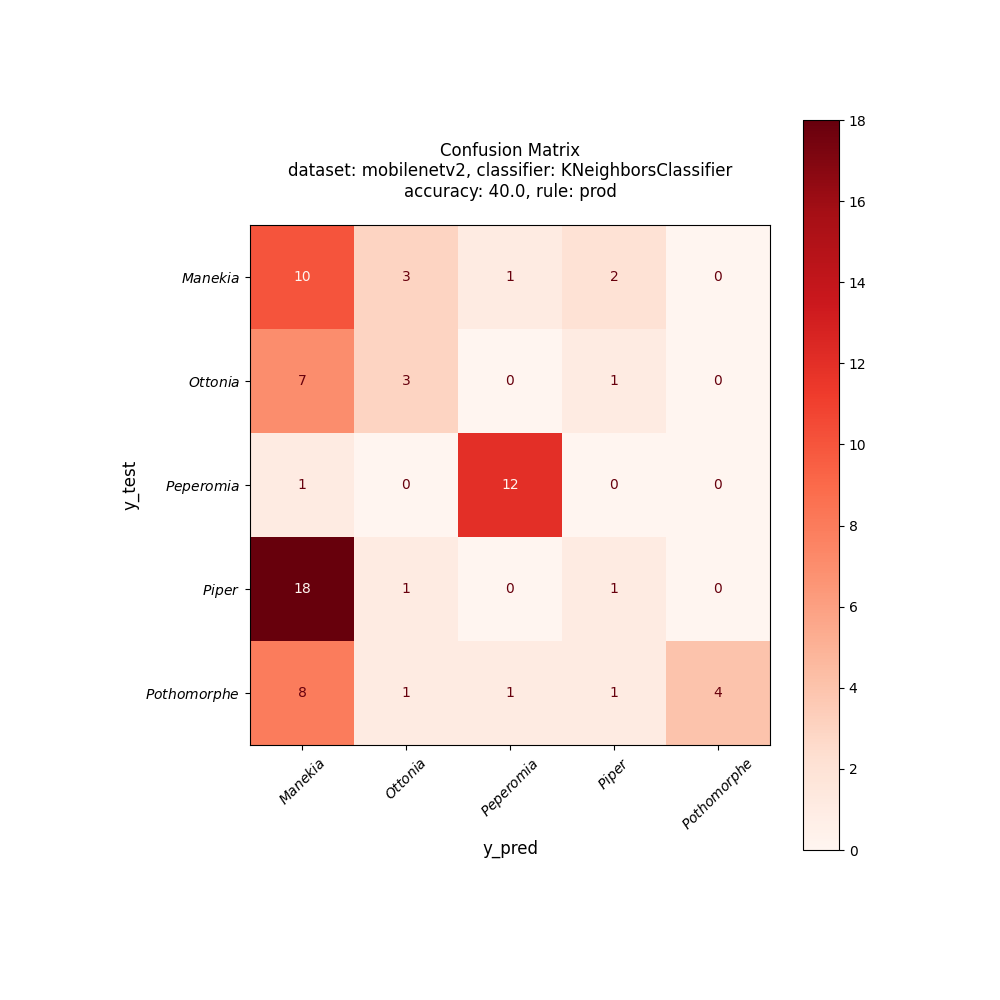 Confusion Matrix
dataset: mobilenetv2, classifier: KNeighborsClassifier
accuracy: 40.0, rule: prod
y_test
Manekia 10 3 1 2 0
Ottonia 7 3 0 1 0
Peperomia 1 0 12 0 0
Piper 18 1 0 1 0
Pothomorphe 8 1 1 1 4
Manekia Ottonia Peperomia Piper Pothomorphe
y_pred
18
16
14
12
10
8
6
4
2
0